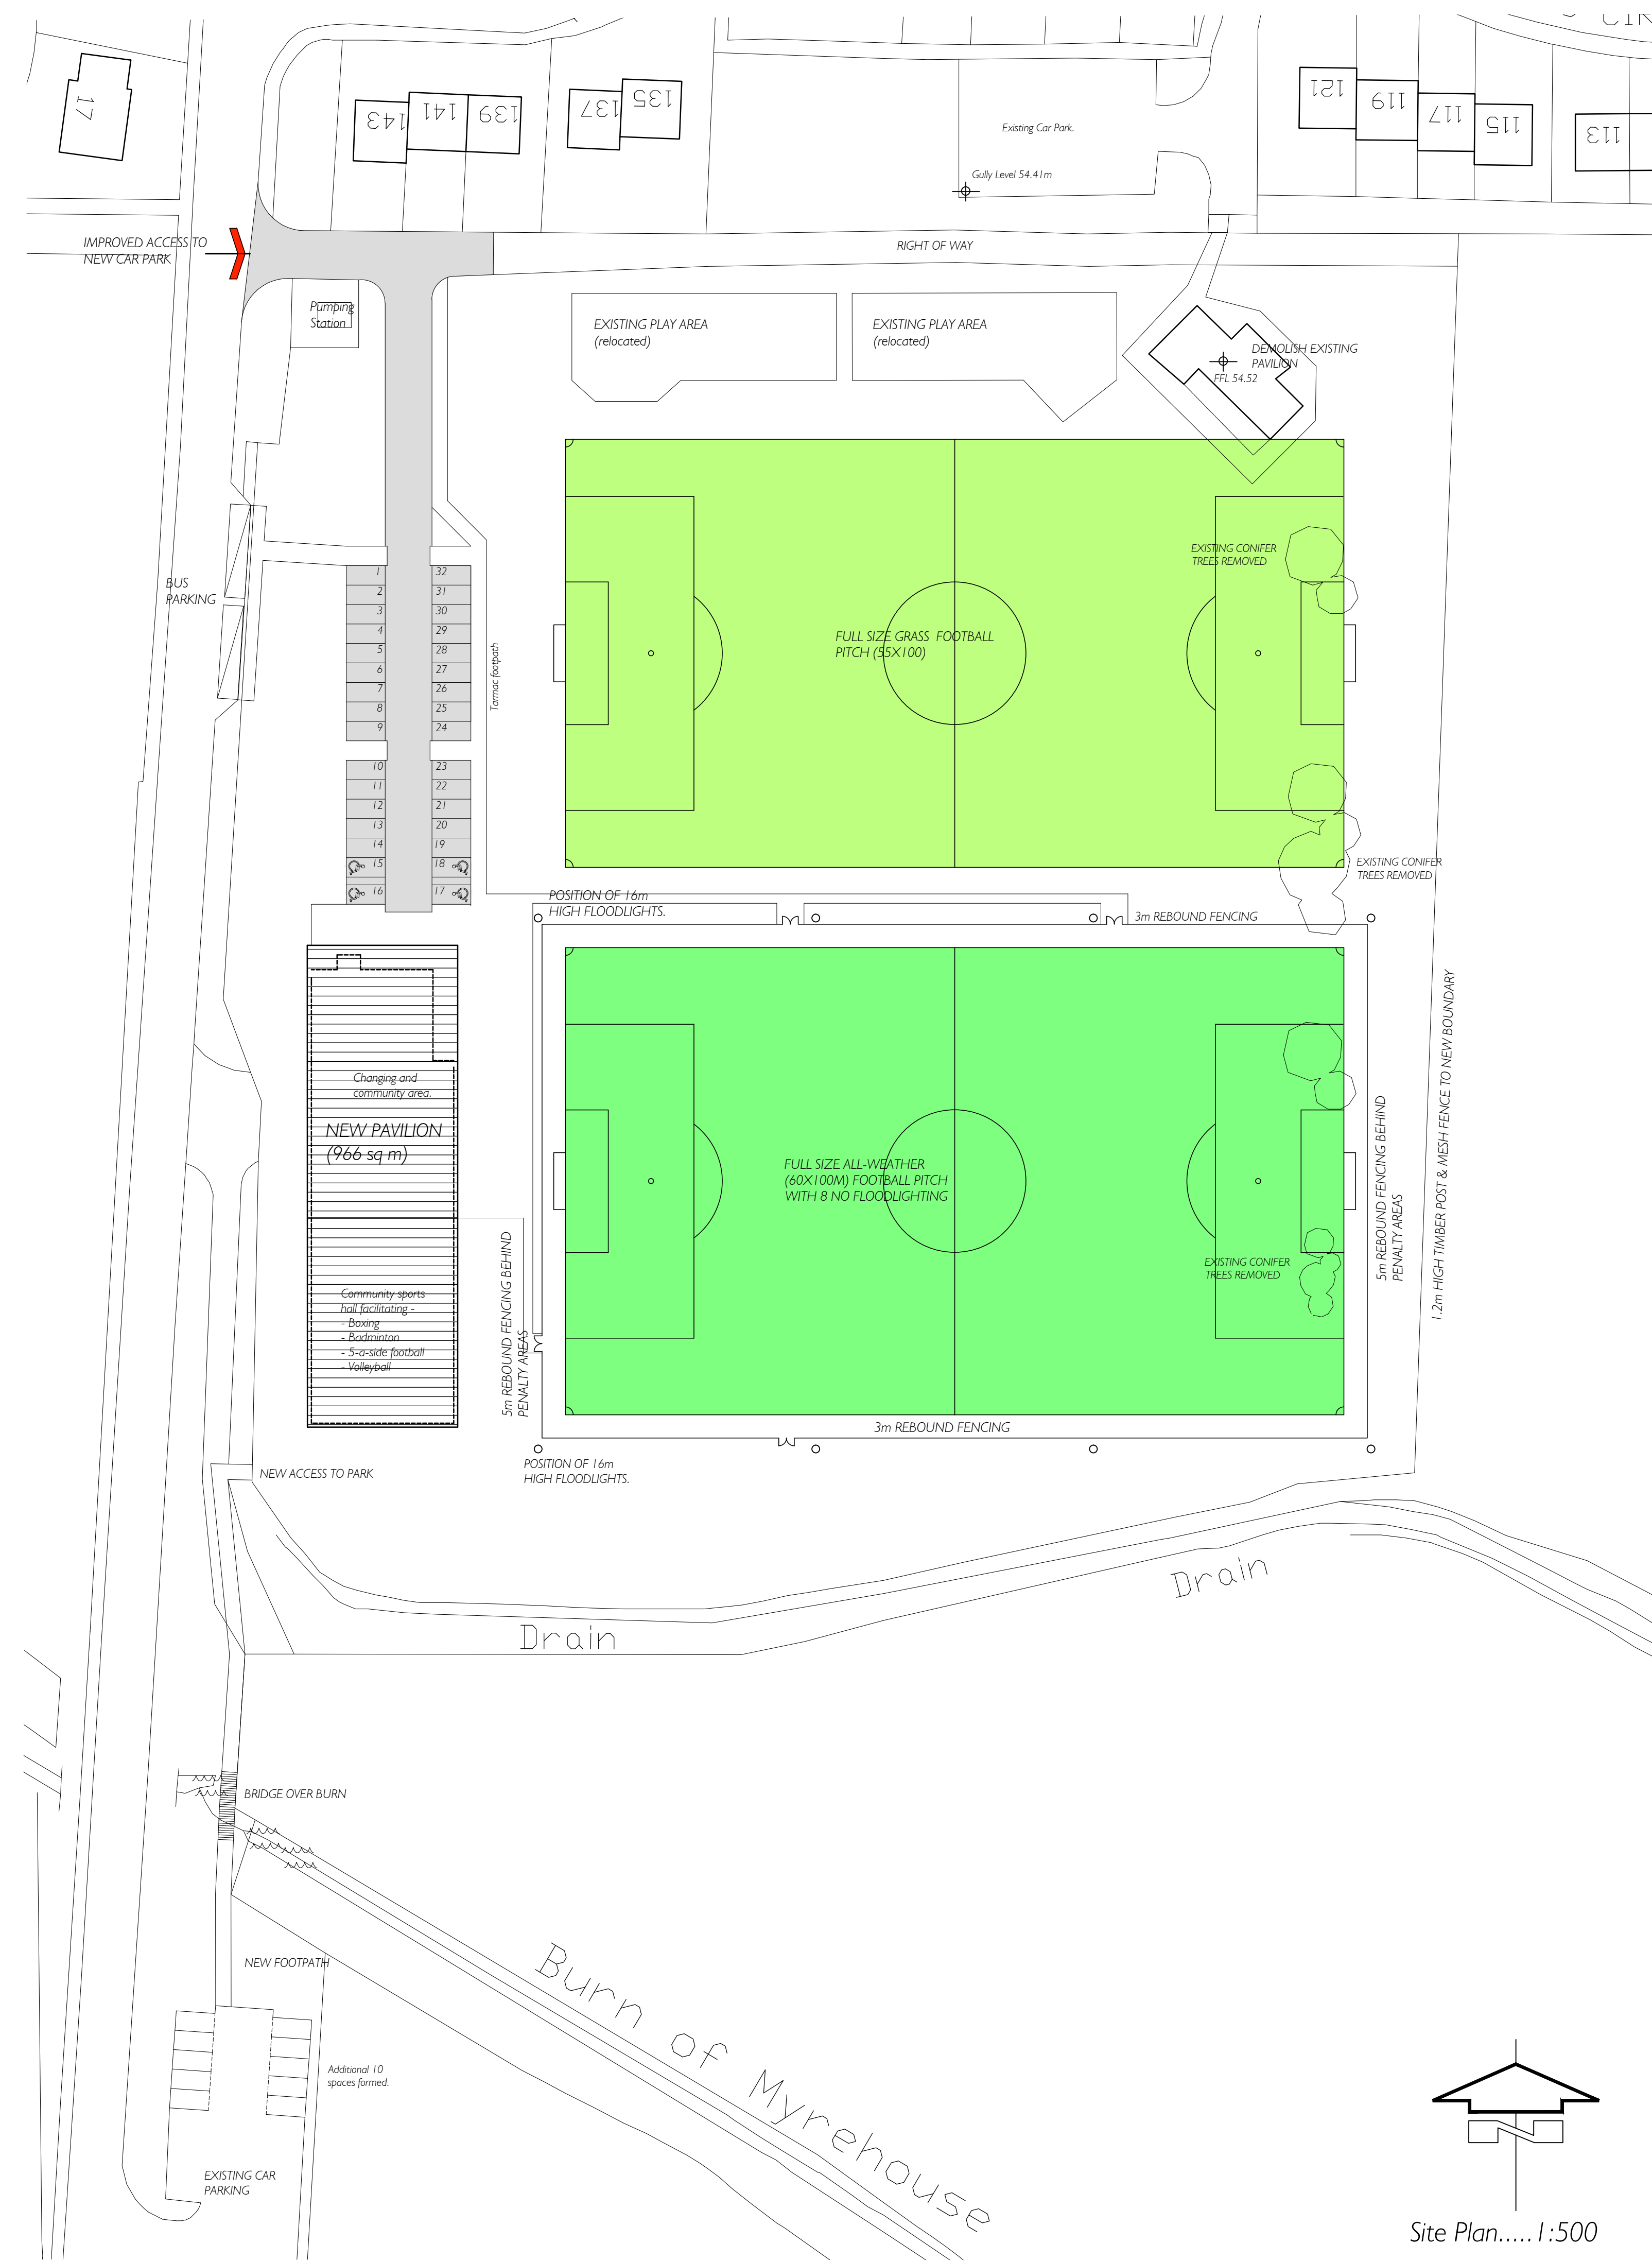 17
143
141
139
137
135
121
119
117
115
113
Existing Car Park.
Gully Level 54.41m
IMPROVED ACCESS TO
NEW CAR PARK
RIGHT OF WAY
Pumping
Station
EXISTING PLAY AREA
(relocated)
EXISTING PLAY AREA
(relocated)
DEMOLISH EXISTING
PAVILION
FFL 54.52
BUS
PARKING
1
2
3
4
5
6
7
8
9
10
11
12
13
14
15
16
32
31
30
29
28
27
26
25
24
23
22
21
20
19
18
17
Tarmac footpath
EXISTING CONIFER
TREES REMOVED
FULL SIZE GRASS FOOTBALL
PITCH (55X100)
EXISTING CONIFER
TREES REMOVED
POSITION OF 16m
HIGH FLOODLIGHTS.
3m REBOUND FENCING
Changing and
community area.
NEW PAVILION
(966 sq m)
Community sports
hall facilitating -
- Boxing
- Badminton
- 5-a-side football
- Volleyball
FULL SIZE ALL-WEATHER
(60X100M) FOOTBALL PITCH
WITH 8 NO FLOODLIGHTING
EXISTING CONIFER
TREES REMOVED
5m REBOUND FENCING BEHIND
PENALTY AREAS
5m REBOUND FENCING BEHIND
PENALTY AREAS
1.2m HIGH TIMBER POST & MESH FENCE TO NEW BOUNDARY
3m REBOUND FENCING
POSITION OF 16m
HIGH FLOODLIGHTS.
NEW ACCESS TO PARK
Drain
Drain
BRIDGE OVER BURN
NEW FOOTPATH
Burn of Myrehouse
Additional 10
spaces formed.
EXISTING CAR
PARKING
N
Site Plan.....1:500